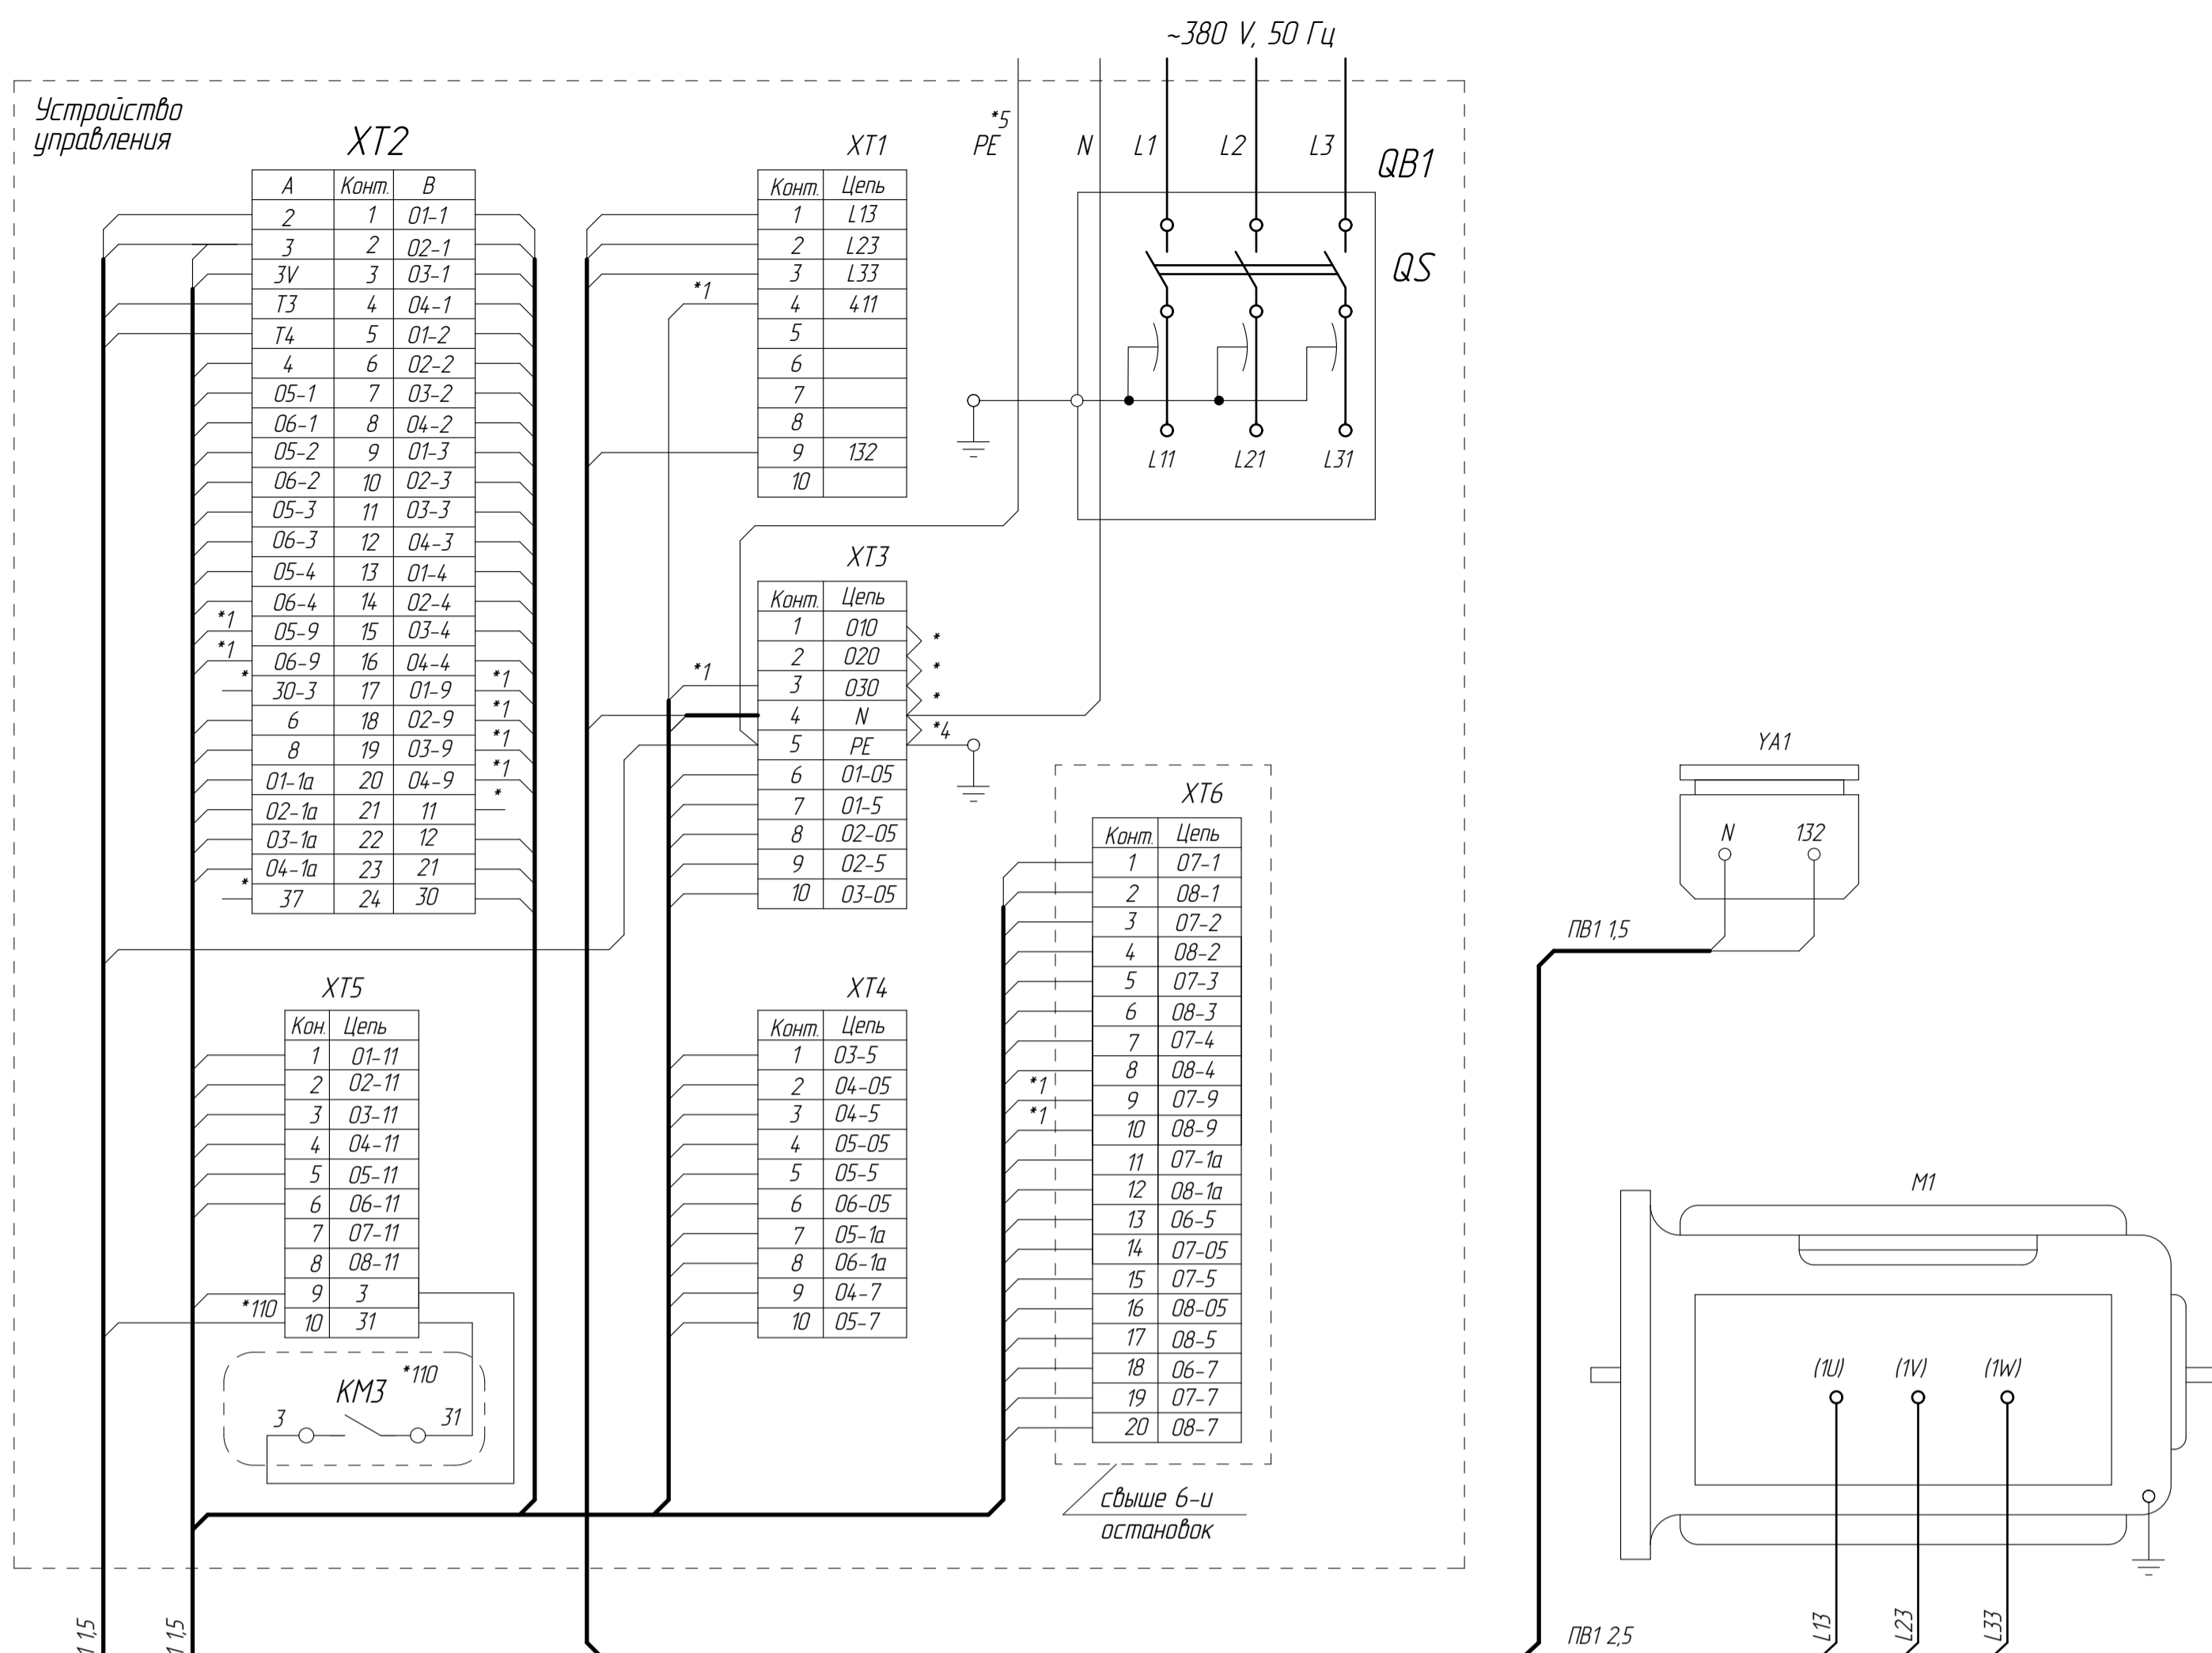 ~380 V, 50 Гц
Устройство
управления
*5
PE
N
L1
L2
L3
QB1
QS
L11
L21
L31
XT2
A Конт. B
2 1 01-1
3 2 02-1
3V 3 03-1
T3 4 04-1
T4 5 01-2
4 6 02-2
05-1 7 03-2
06-1 8 04-2
05-2 9 01-3
06-2 10 02-3
05-3 11 03-3
06-3 12 04-3
05-4 13 01-4
06-4 14 02-4
*1 05-9 15 03-4
*1 06-9 16 04-4
* 30-3 17 01-9 *1
6 18 02-9 *1
8 19 03-9 *1
01-1а 20 04-9 *1
02-1а 21 11 *
03-1а 22 12
04-1а 23 21
* 37 24 30
XT1
Конт. Цепь
1 L13
2 L23
3 L33
*1 4 411
5
6
7
8
9 132
10
XT3
Конт. Цепь
1 010 *
2 020 *
*1 3 030 *
4 N *4
5 PE
6 01-05
7 01-5
8 02-05
9 02-5
10 03-05
XT5
Кон. Цепь
1 01-11
2 02-11
3 03-11
4 04-11
5 05-11
6 06-11
7 07-11
8 08-11
9 3
*110 10 31
*110
KM3
3
31
XT4
Конт. Цепь
1 03-5
2 04-05
3 04-5
4 05-05
5 05-5
6 06-05
7 05-1а
8 06-1а
9 04-7
10 05-7
XT6
Конт. Цепь
1 07-1
2 08-1
3 07-2
4 08-2
5 07-3
6 08-3
7 07-4
8 08-4
*1 9 07-9
*1 10 08-9
11 07-1а
12 08-1а
13 06-5
14 07-05
15 07-5
16 08-05
17 08-5
18 06-7
19 07-7
20 08-7
свыше 6-и
остановок
YA1
N 132
ПВ1 1,5
M1
(1U) (1V) (1W)
L13
L23
L33
ПВ1 2,5
1 1,5
1 1,5